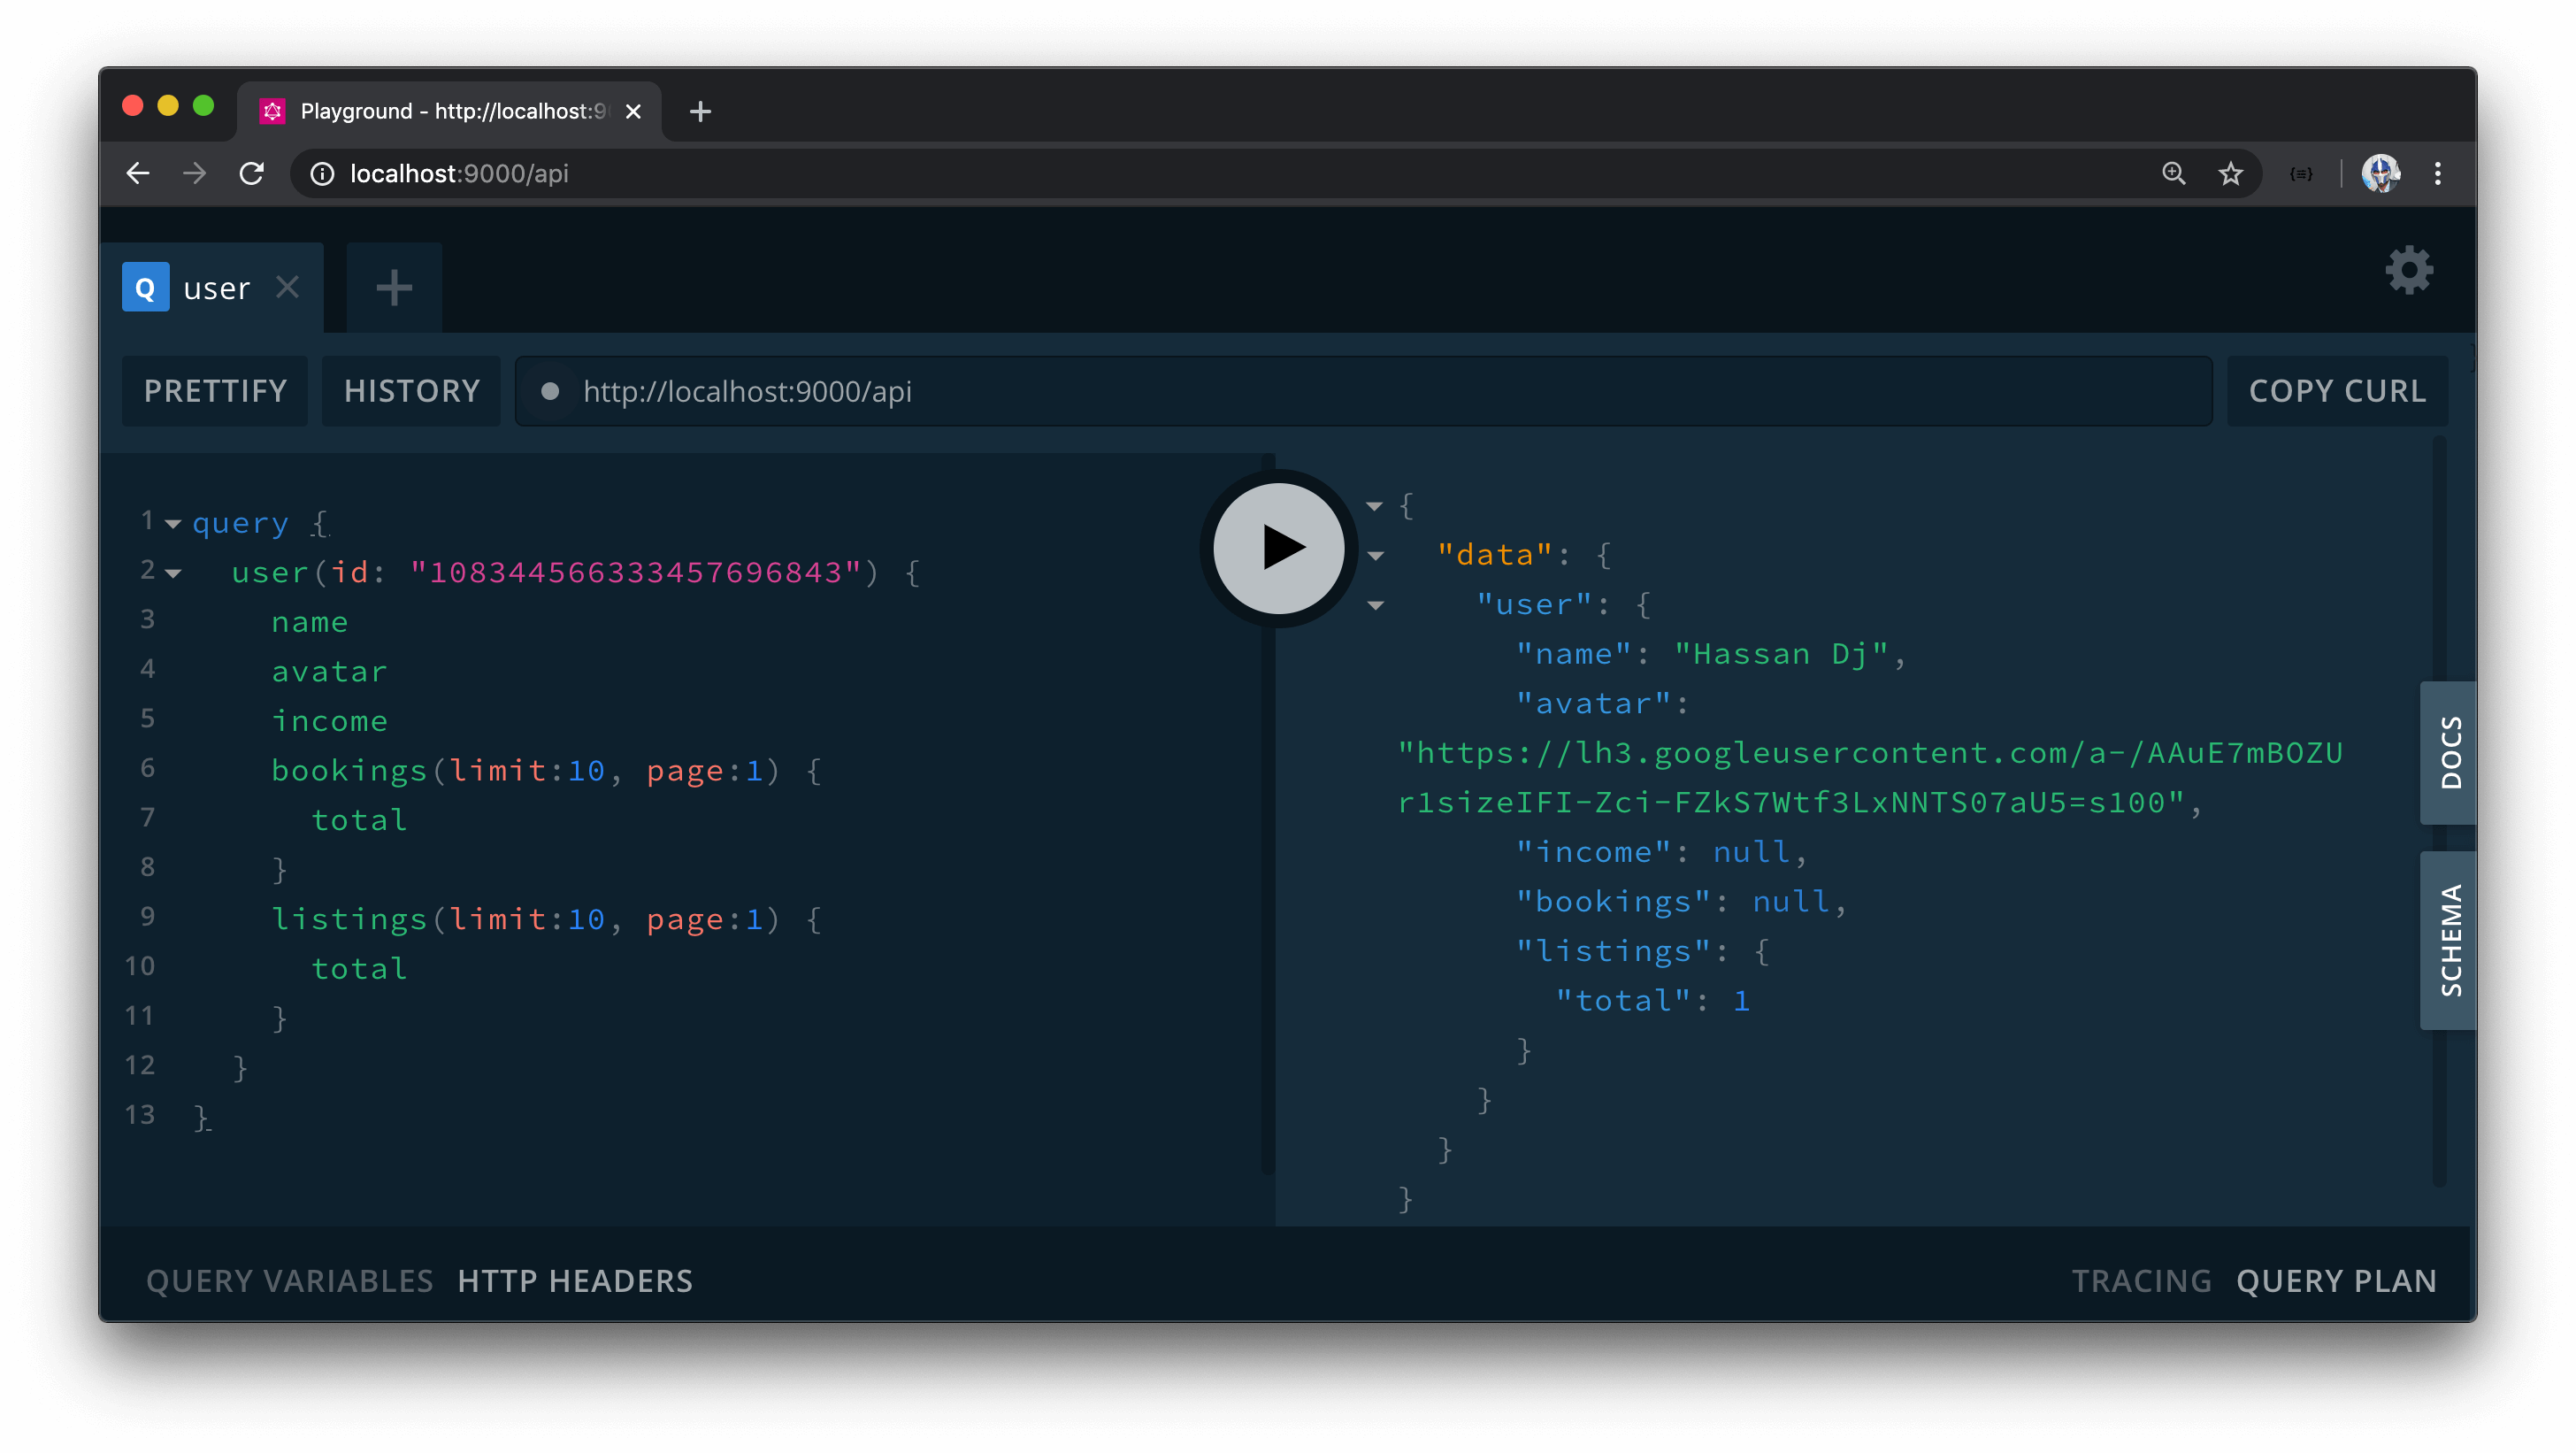 Playground - http://localhost:90
localhost:9000/api
Q user
PRETTIFY HISTORY http://localhost:9000/api COPY CURL
1 query {
2 user(id: "108344566333457696843") {
3 name
4 avatar
5 income
6 bookings(limit:10, page:1) {
7 total
8 }
9 listings(limit:10, page:1) {
10 total
11 }
12 }
13 }
{
"data": {
"user": {
"name": "Hassan Dj",
"avatar":
"https://lh3.googleusercontent.com/a-/AAuE7mBOZU
r1sizeIFI-Zci-FZkS7Wtf3LxNNTS07aU5=s100",
"income": null,
"bookings": null,
"listings": {
"total": 1
}
}
}
}
DOCS
SCHEMA
QUERY VARIABLES HTTP HEADERS TRACING QUERY PLAN